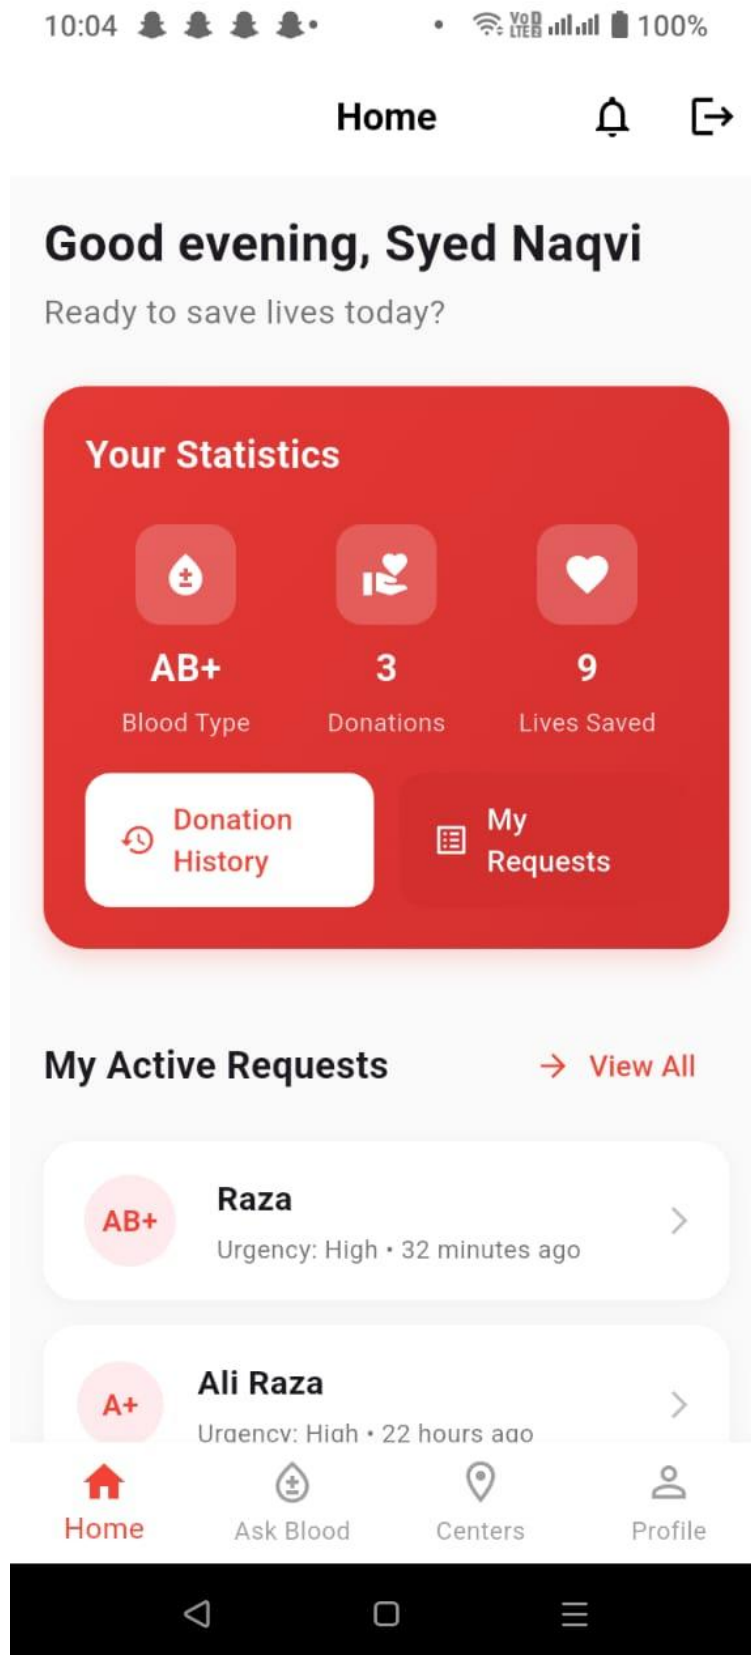 10:04 100%
VoD
LTE2
Home
Good evening, Syed Naqvi
Ready to save lives today?
Your Statistics
AB+ 3 9
Blood Type Donations Lives Saved
Donation
History
My
Requests
My Active Requests → View All
AB+
Raza
Urgency: High • 32 minutes ago
A+
Ali Raza
Urgency: High • 22 hours ago
Home Ask Blood Centers Profile